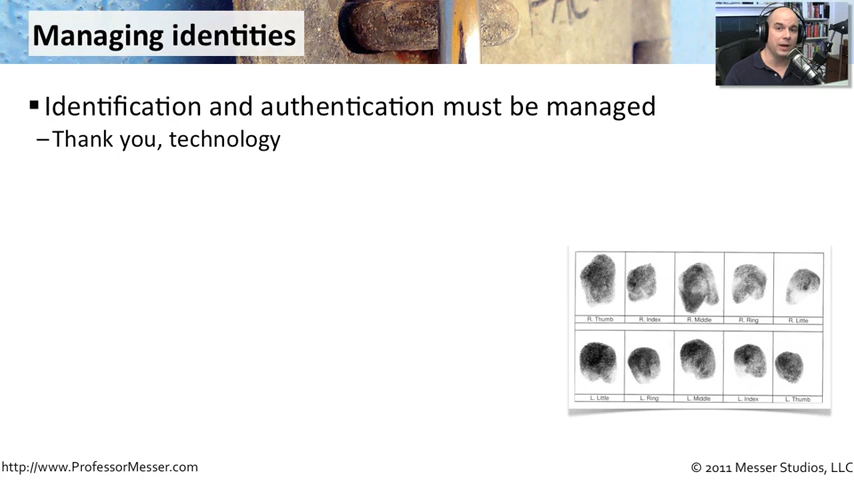 Managing identities
▪Identification and authentication must be managed
–Thank you, technology
R. Thumb R. Index R. Middle R. Ring R. Little
L. Little L. Ring L. Middle L. Index L. Thumb
http://www.ProfessorMesser.com
© 2011 Messer Studios, LLC